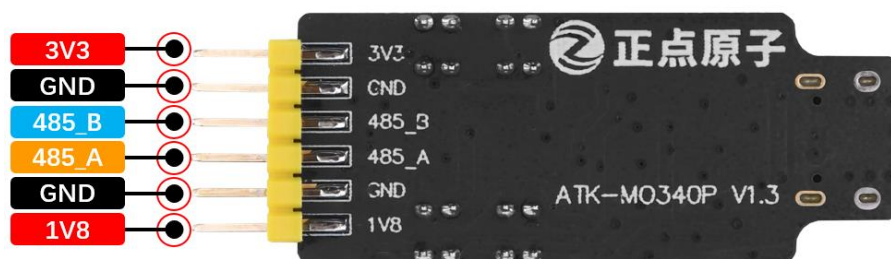 3V3
GND
485_B
485_A
GND
1V8
3V3
GND
485_B
485_A
GND
1V8
正点原子
ATK-MO340P V1.3